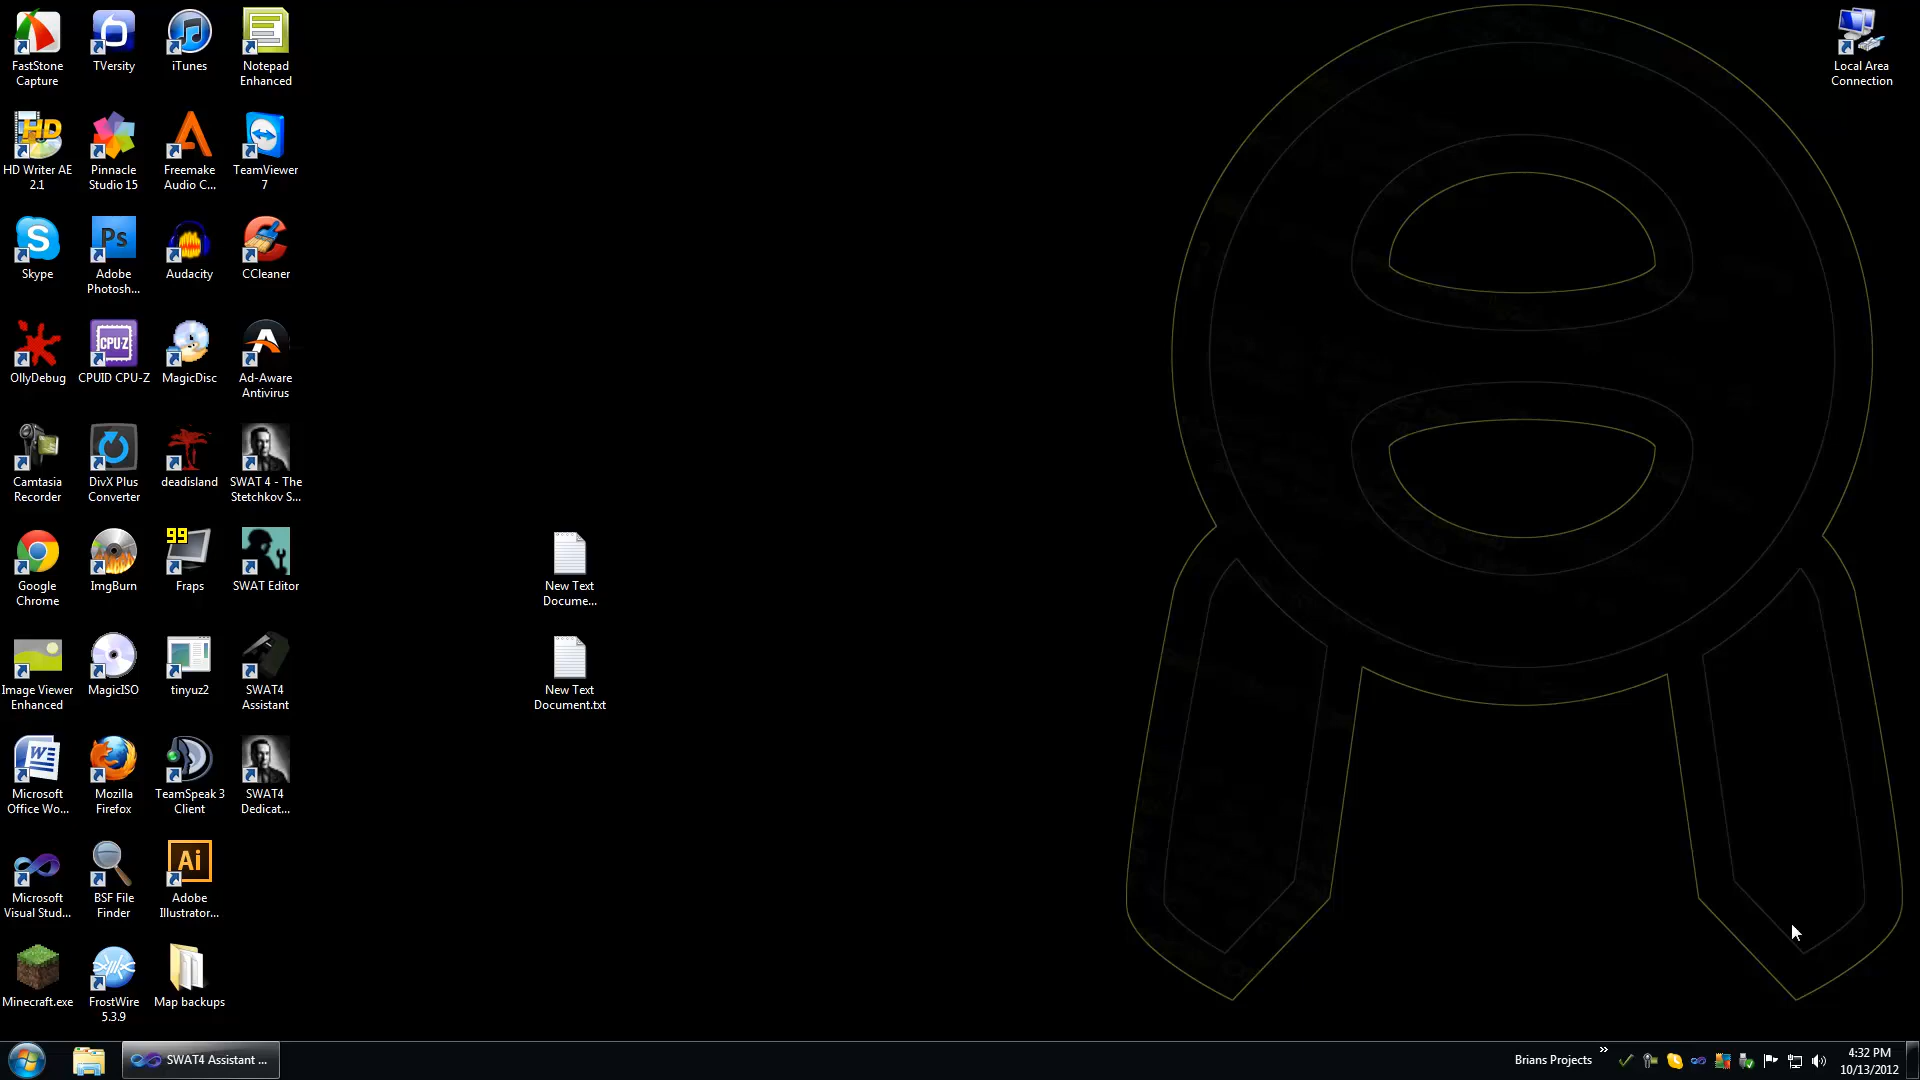 FastStone
Capture
TVersity
iTunes
Notepad
Enhanced
Local Area
Connection
HD
HD Writer AE
2.1
Pinnacle
Studio 15
Freemake
Audio C...
TeamViewer
7
S
Skype
Ps
Adobe
Photosh...
Audacity
CCleaner
OllyDebug
CPU-Z
CPUID CPU-Z
MagicDisc
Ad-Aware
Antivirus
Camtasia
Recorder
DivX Plus
Converter
deadisland
SWAT 4 - The
Stetchkov S...
Google
Chrome
ImgBurn
99
Fraps
SWAT Editor
New Text
Docume...
Image Viewer
Enhanced
MagicISO
tinyuz2
SWAT4
Assistant
New Text
Document.txt
W
Microsoft
Office Wo...
Mozilla
Firefox
TeamSpeak 3
Client
SWAT4
Dedicat...
Microsoft
Visual Stud...
BSF File
Finder
Ai
Adobe
Illustrator...
Minecraft.exe
FrostWire
5.3.9
Map backups
SWAT4 Assistant ...
Brians Projects
»
4:32 PM
10/13/2012